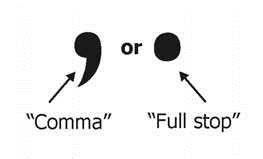 , or .
"Comma" "Full stop"